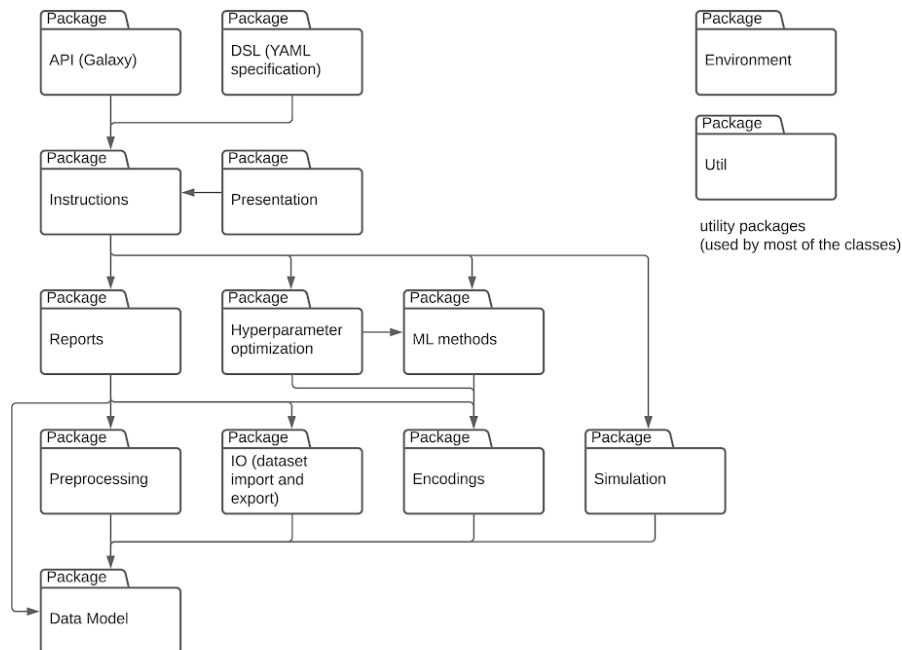 Package
API (Galaxy)
Package
DSL (YAML
specification)
Package
Environment
Package
Util
utility packages
(used by most of the classes)
Package
Instructions
Package
Presentation
Package
Reports
Package
Hyperparameter
optimization
Package
ML methods
Package
Preprocessing
Package
IO (dataset
import and
export)
Package
Encodings
Package
Simulation
Package
Data Model